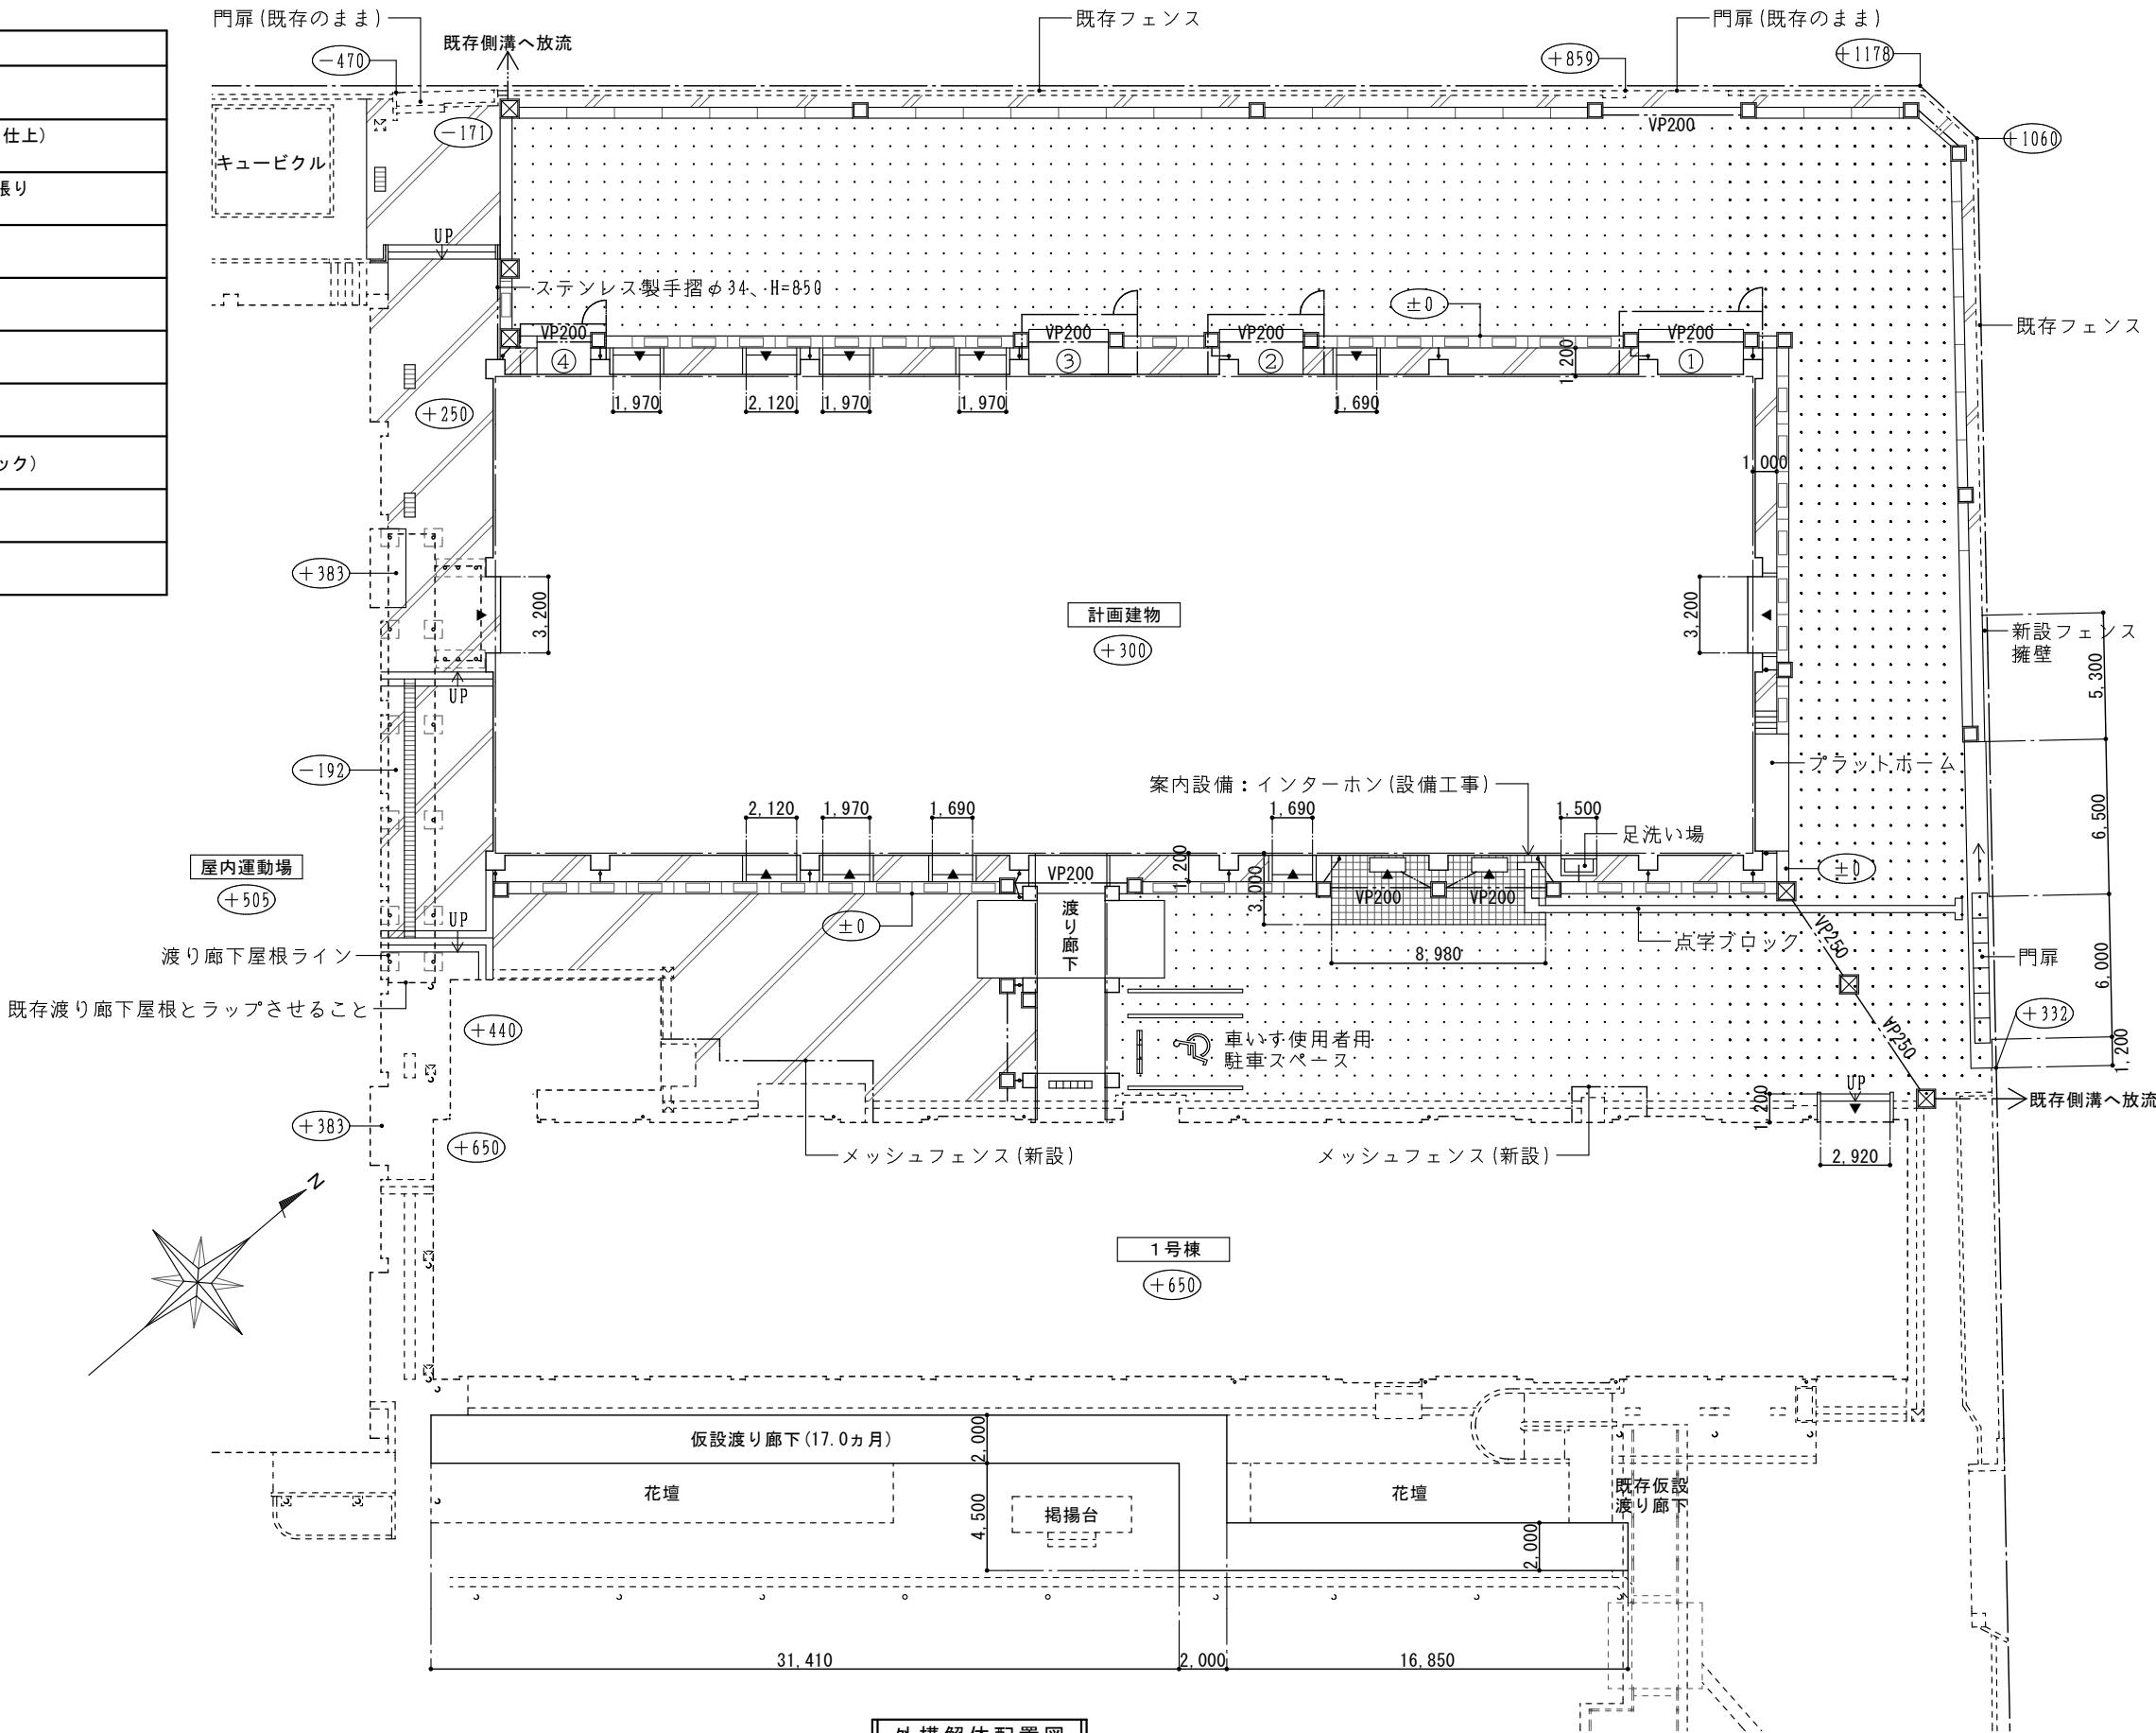 門扉(既存のまま)
既存フェンス
門扉(既存のまま)
既存側溝へ放流
-470
+859
+1178
仕上)
-171
VP200
+1060
キュービクル
張り
UP
ステンレス製手摺φ34、H=850
±0
既存フェンス
VP200
VP200
VP200
VP200
④
③
②
①
1,200
1,970
2,120
1,970
1,970
1,690
+250
ック)
1,000
+383
3,200
計画建物
3,200
+300
新設フェンス
擁壁
5,300
UP
-192
プラットホーム
案内設備:インターホン(設備工事)
2,120
1,970
1,690
1,690
1,500
6,500
足洗い場
屋内運動場
+505
VP200
1,200
3,000
±0
VP200
VP200
UP
±0
渡り廊下
点字ブロック
VP250
渡り廊下屋根ライン
8,980
門扉
6,000
既存渡り廊下屋根とラップさせること
+440
+332
車いす使用者用
駐車スペース
VP250
1,200
UP
1,200
既存側溝へ放流
+383
+650
メッシュフェンス(新設)
メッシュフェンス(新設)
2,920
N
1号棟
+650
仮設渡り廊下(17.0ヵ月)
2,000
花壇
4,500
掲揚台
花壇
既存仮設
渡り廊下
2,000
31,410
2,000
16,850
外構解体配置図